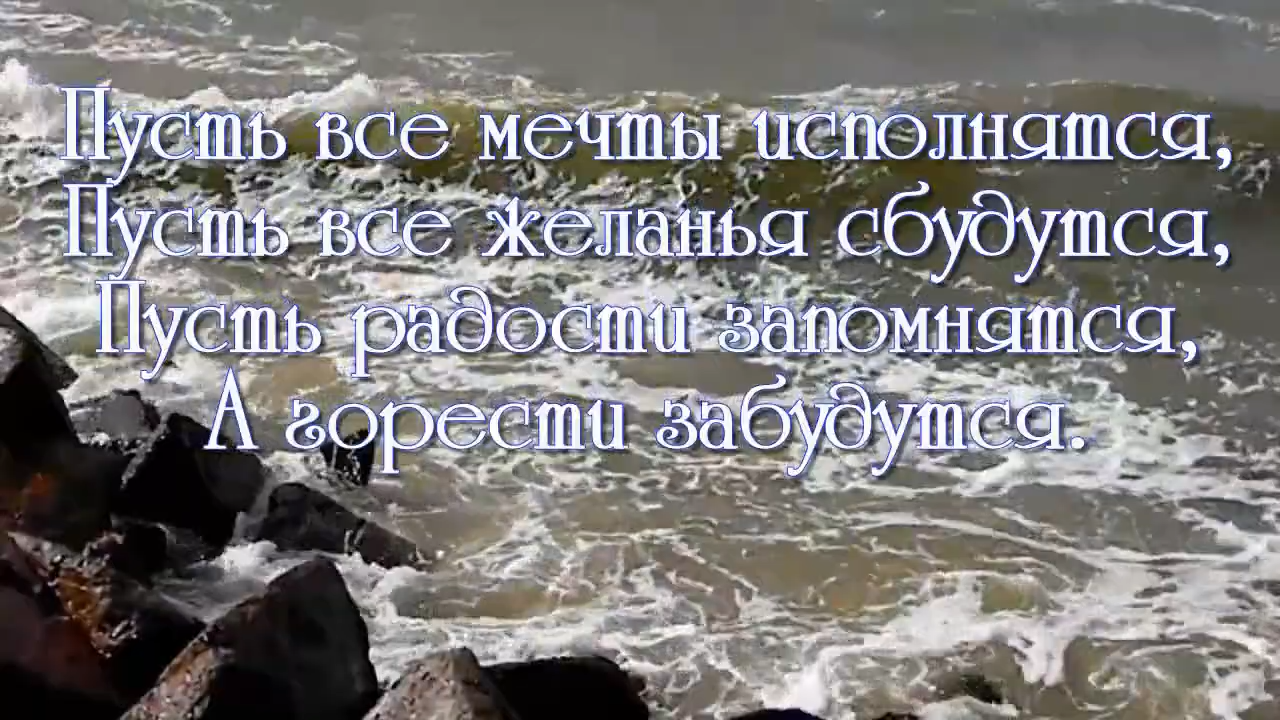 Пусть все мечты исполнятся,
Пусть все желанья сбудутся,
Пусть радости запомнятся,
А горести забудутся.